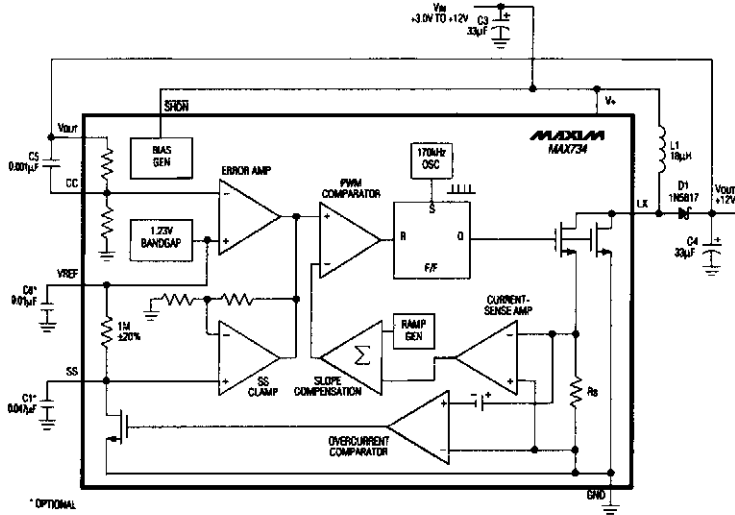 VIN
+3.0V TO +12V
C3
33µF
SHDN
V+
VOUT
BIAS
GEN
ERROR AMP
PWM
COMPARATOR
170kHz
OSC
MAXIM
MAX734
L1
18µH
C5
0.001µF
CC
D1
1N5817
VOUT
+12V
LX
1.23V
BANDGAP
R
S
Q
F/F
C4
33µF
VREF
C6*
0.01µF
1M
±20%
CURRENT-
SENSE AMP
RAMP
GEN
Σ
SS
C1*
0.047µF
SS
CLAMP
SLOPE
COMPENSATION
RS
OVERCURRENT
COMPARATOR
GND
* OPTIONAL